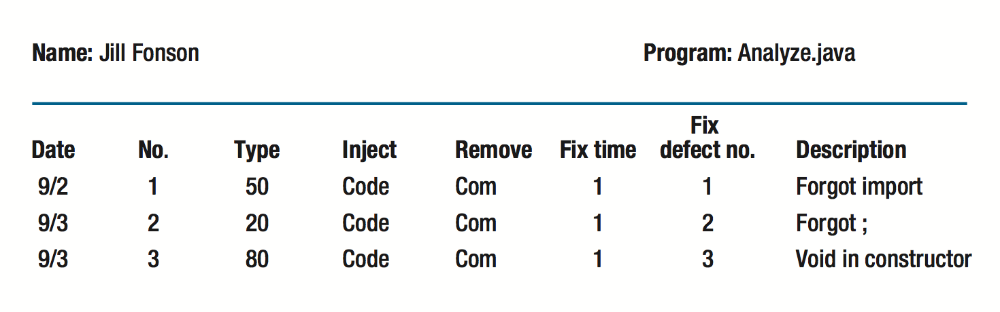 Name: Jill Fonson Program: Analyze.java
Date No. Type Inject Remove Fix time Fix defect no. Description
9/2 1 50 Code Com 1 1 Forgot import
9/3 2 20 Code Com 1 2 Forgot ;
9/3 3 80 Code Com 1 3 Void in constructor